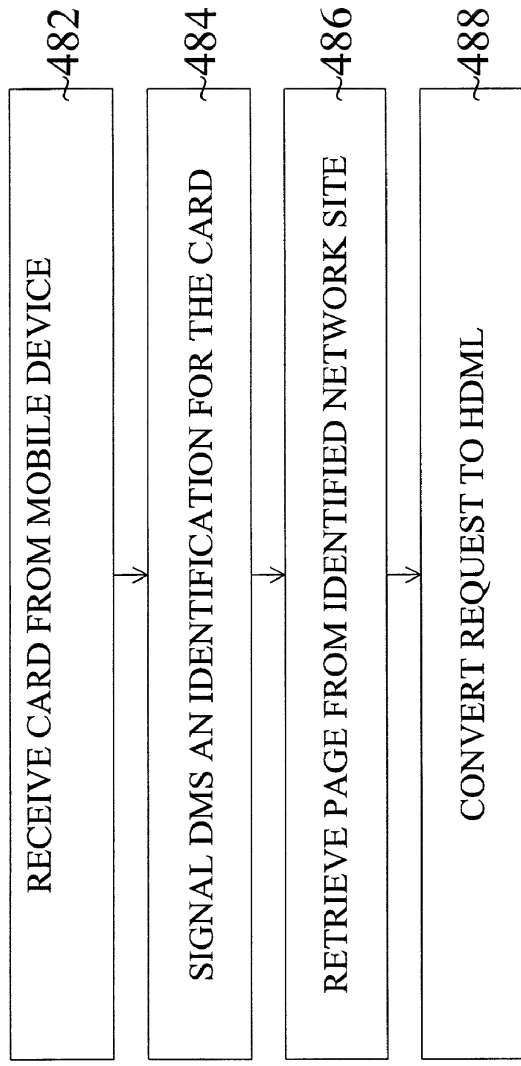 RECEIVE CARD FROM MOBILE DEVICE
~482
SIGNAL DMS AN IDENTIFICATION FOR THE CARD
~484
RETRIEVE PAGE FROM IDENTIFIED NETWORK SITE
~486
CONVERT REQUEST TO HDML
~488